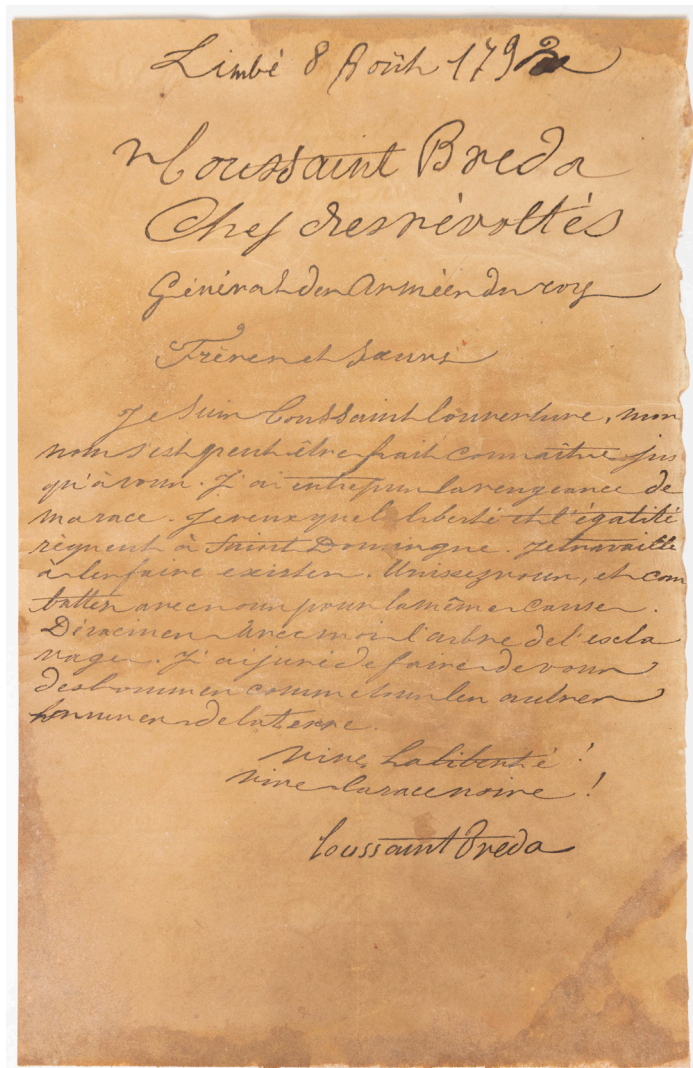 Limbé 8 Août 1792
Toussaint Breda
Chef des révoltés
Général des Armées du roy
Frères et Sœurs
Je suis Toussaint louverture, mon
nom s'est peut être fait connaître jus
qu'à vous. J'ai entrepris la vengeance de
ma race. Je veux que la liberté et l'égalité
règnent à Saint Domingue. Je travaille
à les faire exister. Unissez vous, et com
battez avec nous pour la même cause.
Déracinez avec moi l'arbre de l'escla
vage. J'ai juré de faire de vous
des hommes comme tous les autres
hommes de la terre.
Vive La liberté !
Vive la race noire !
Toussaint Breda